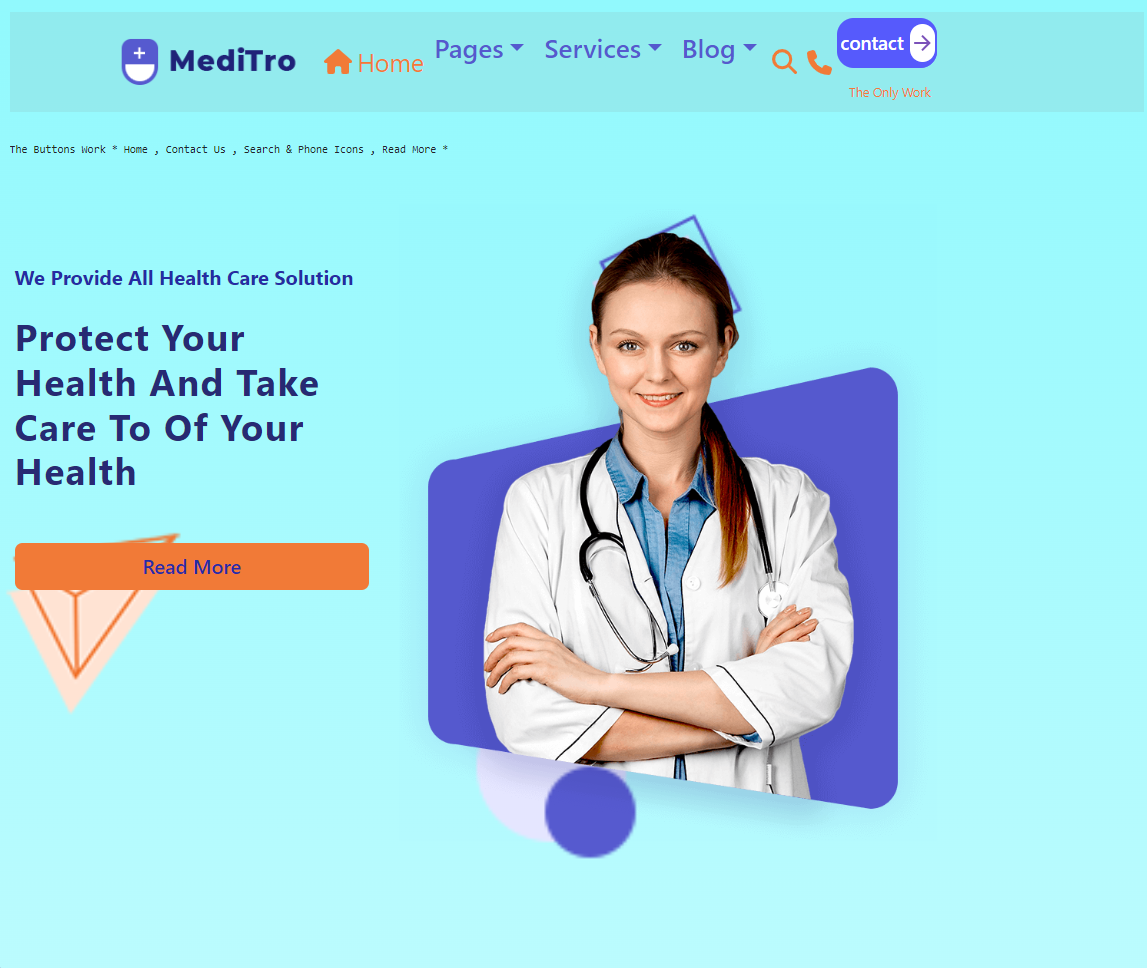 MediTro
Home
Pages
Services
Blog
contact
The Only Work
The Buttons Work * Home , Contact Us , Search & Phone Icons , Read More *
We Provide All Health Care Solution
Protect Your
Health And Take
Care To Of Your
Health
Read More